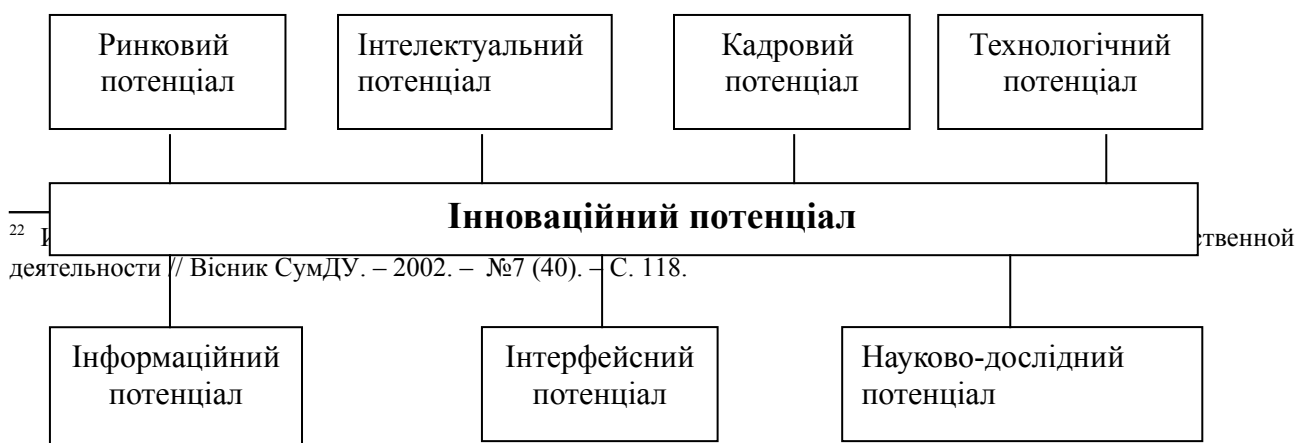 Ринковий
потенціал
Інтелектуальний
потенціал
Кадровий
потенціал
Технологічний
потенціал
Інноваційний потенціал
22
деятельности // Вісник СумДУ. – 2002. – №7 (40). – С. 118.
Інформаційний
потенціал
Інтерфейсний
потенціал
Науково-дослідний
потенціал